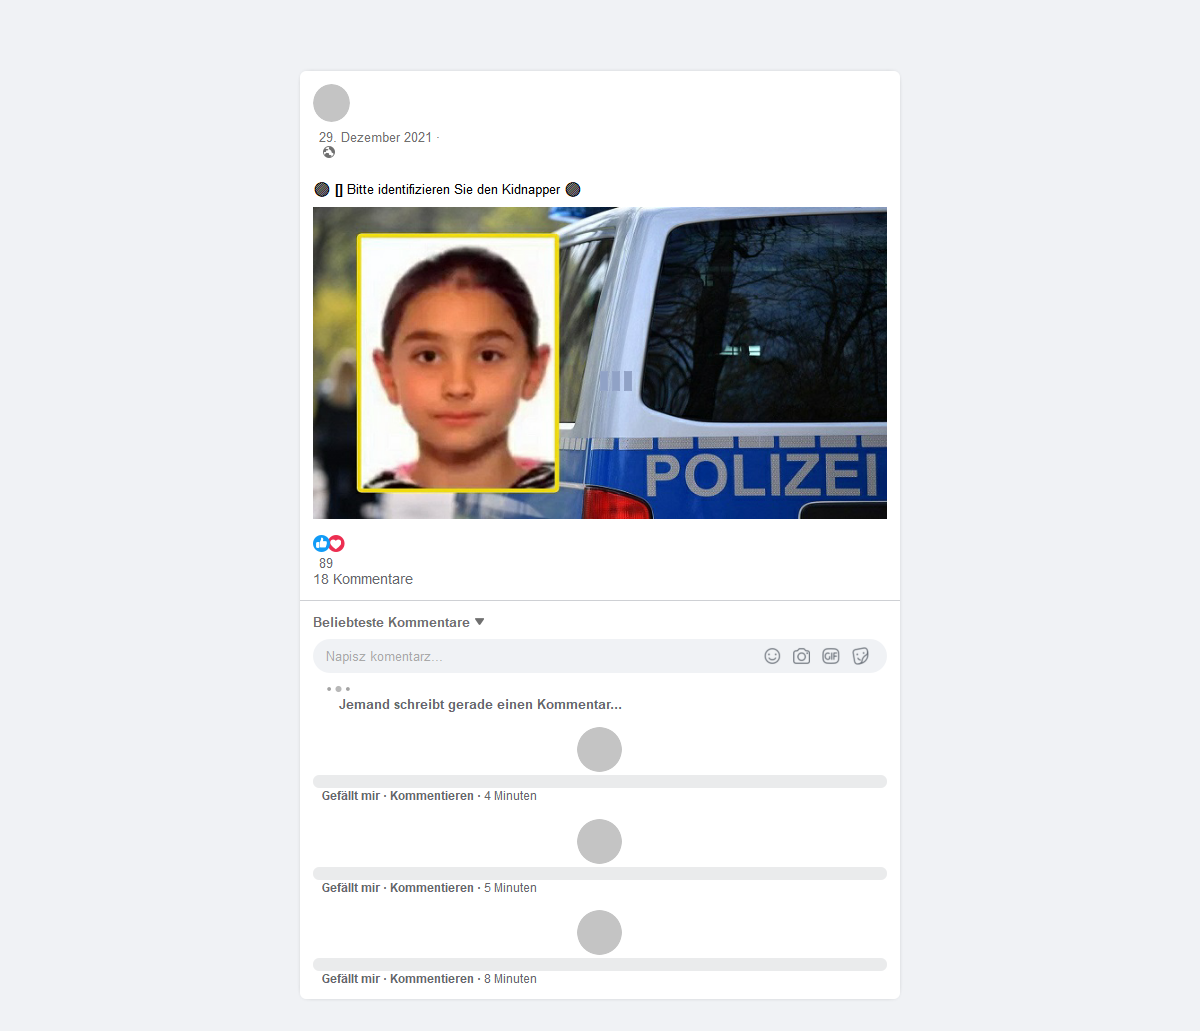 29. Dezember 2021 ·
[] Bitte identifizieren Sie den Kidnapper
POLIZEI
89
18 Kommentare
Beliebteste Kommentare
Napisz komentarz...
GIF
Jemand schreibt gerade einen Kommentar...
Gefällt mir · Kommentieren · 4 Minuten
Gefällt mir · Kommentieren · 5 Minuten
Gefällt mir · Kommentieren · 8 Minuten